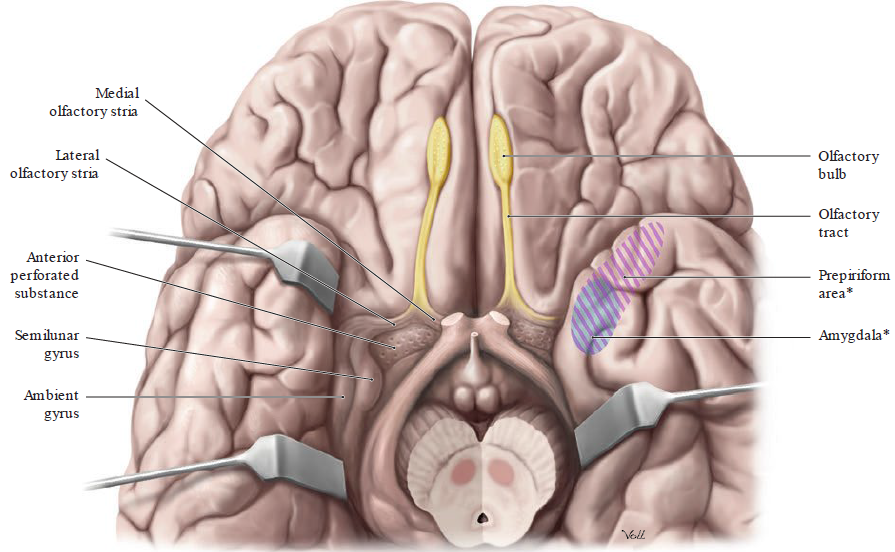 Medial
olfactory stria
Lateral
olfactory stria
Anterior
perforated
substance
Semilunar
gyrus
Ambient
gyrus
Olfactory
bulb
Olfactory
tract
Prepiriform
area*
Amygdala*
Voll